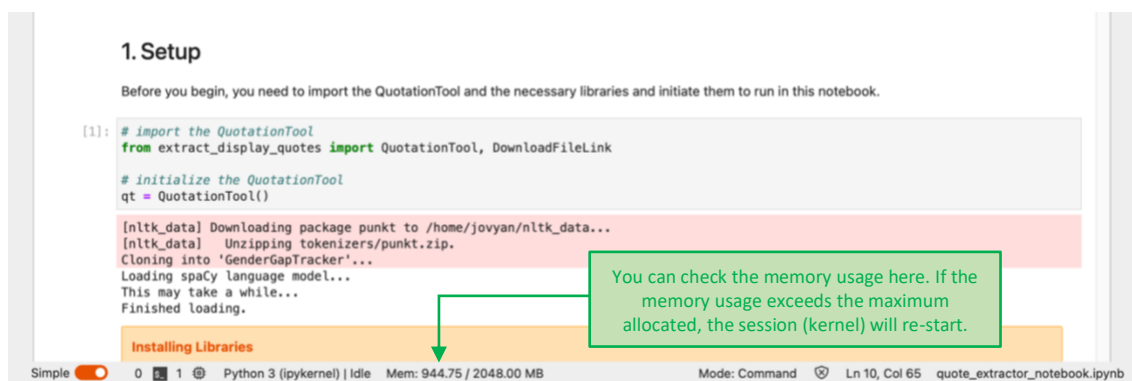 1. Setup
Before you begin, you need to import the QuotationTool and the necessary libraries and initiate them to run in this notebook.
[1]: # import the QuotationTool
from extract_display_quotes import QuotationTool, DownloadFileLink
# initialize the QuotationTool
qt = QuotationTool()
[nltk_data] Downloading package punkt to /home/jovyan/nltk_data...
[nltk_data]   Unzipping tokenizers/punkt.zip.
Cloning into 'GenderGapTracker'...
Loading spaCy language model...
This may take a while...
Finished loading.
You can check the memory usage here. If the
memory usage exceeds the maximum
allocated, the session (kernel) will re-start.
Installing Libraries
Simple 0 1 Python 3 (ipykernel) | Idle Mem: 944.75 / 2048.00 MB Mode: Command Ln 10, Col 65 quote_extractor_notebook.ipynb